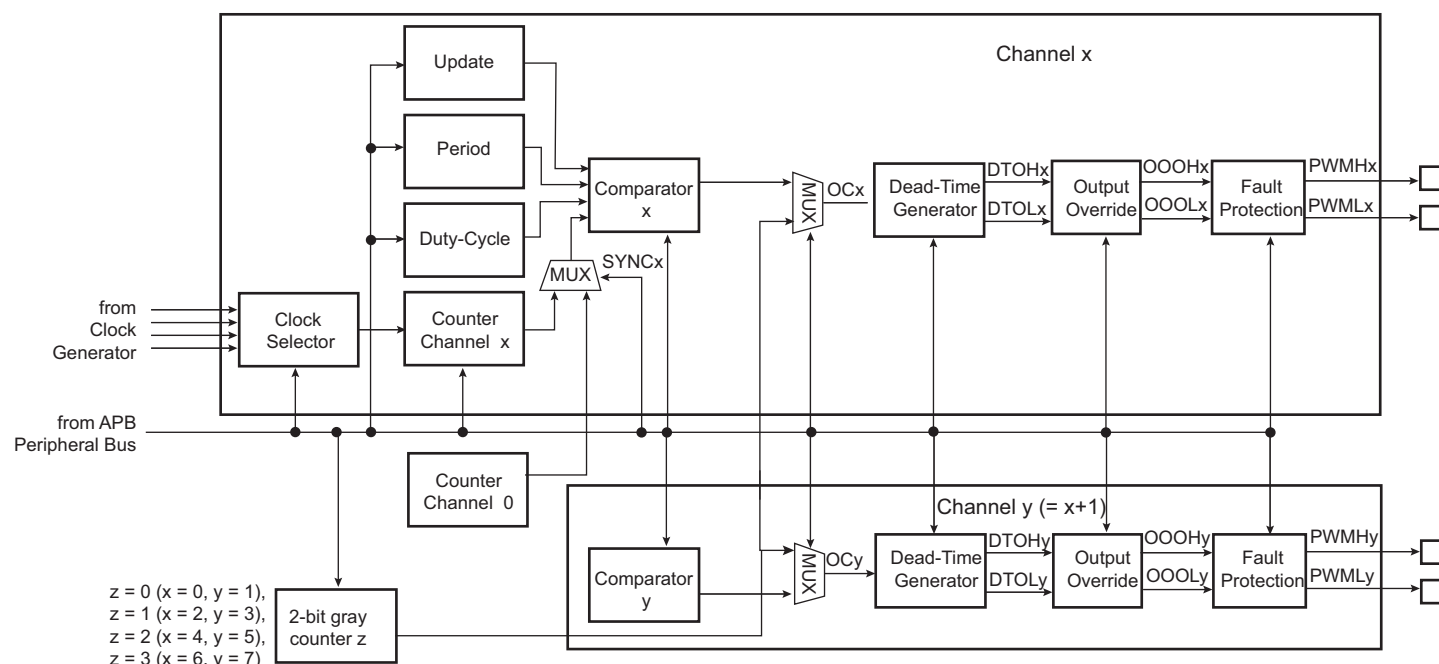 Channel x
Update
Period
Comparator
x
Duty-Cycle
MUX
SYNCx
MUX
OCx
Dead-Time
Generator
DTOHx
DTOLx
Output
Override
OOOHx
OOOLx
Fault
Protection
PWMHx
PWMLx
from
Clock
Generator
Clock
Selector
Counter
Channel x
from APB
Peripheral Bus
Counter
Channel 0
Channel y (= x+1)
Comparator
y
MUX
OCy
Dead-Time
Generator
DTOHy
DTOLy
Output
Override
OOOHy
OOOLy
Fault
Protection
PWMHy
PWMLy
z = 0 (x = 0, y = 1),
z = 1 (x = 2, y = 3),
z = 2 (x = 4, y = 5),
z = 3 (x = 6, y = 7)
2-bit gray
counter z